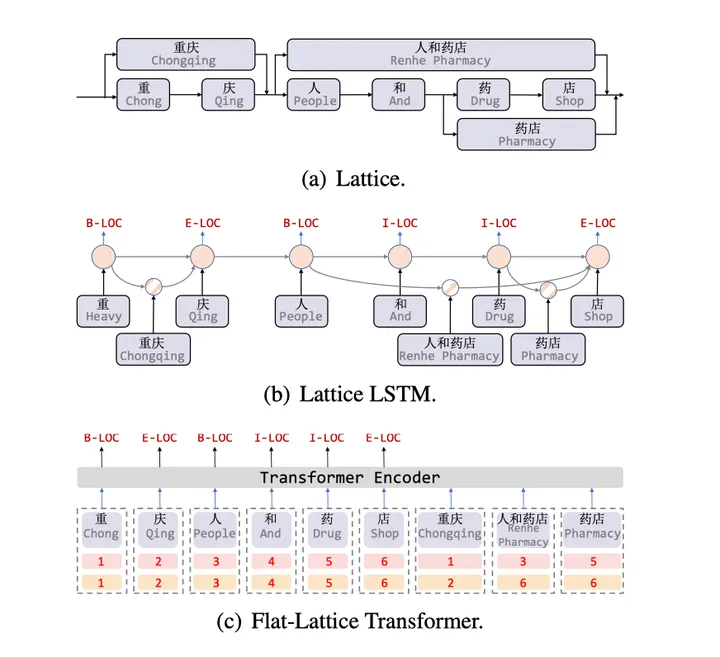 重庆
Chongqing
人和药店
Renhe Pharmacy
重 庆 人 和 药 店
Chong Qing People And Drug Shop
药店
Pharmacy
(a) Lattice.
B-LOC E-LOC B-LOC I-LOC I-LOC E-LOC
重 庆 人 和 药 店
Heavy Qing People And Drug Shop
重庆 人和药店 药店
Chongqing Renhe Pharmacy Pharmacy
(b) Lattice LSTM.
B-LOC E-LOC B-LOC I-LOC I-LOC E-LOC
Transformer Encoder
重 庆 人 和 药 店 重庆 人和药店 药店
Chong Qing People And Drug Shop Chongqing Renhe Pharmacy Pharmacy
1 2 3 4 5 6 1 3 5
1 2 3 4 5 6 2 6 6
(c) Flat-Lattice Transformer.